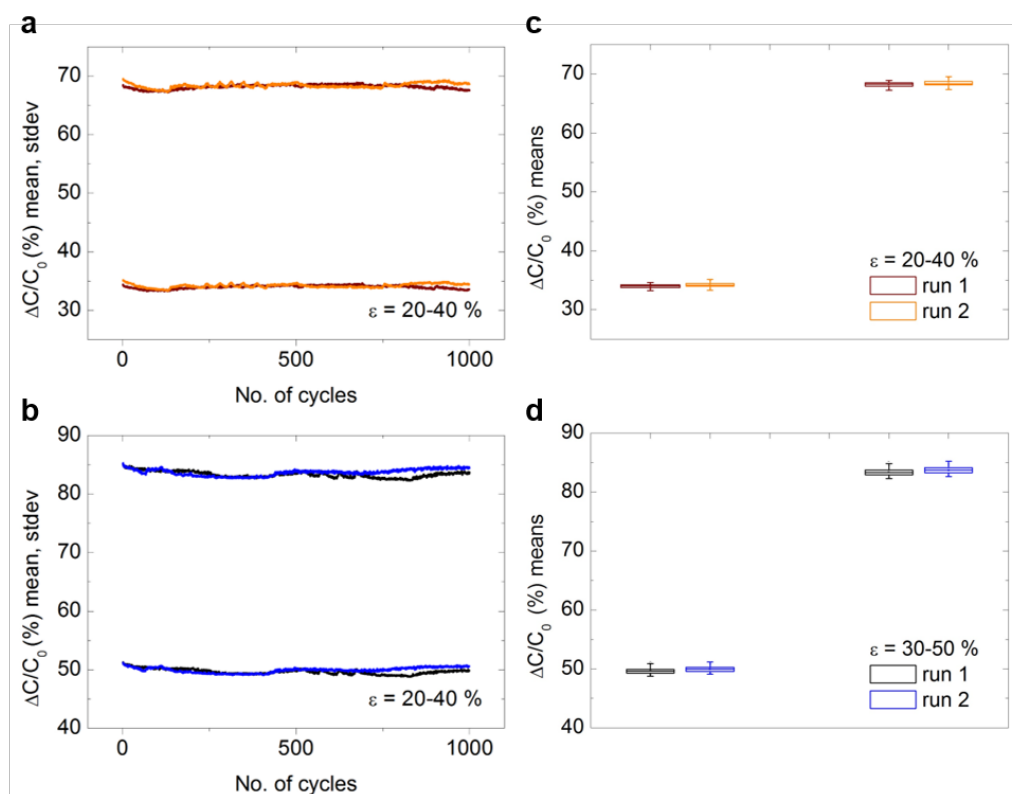 a
ΔC/C₀ (%) mean, stdev
70
60
50
40
30
ε = 20-40 %
0
500
1000
No. of cycles
c
ΔC/C₀ (%) means
70
60
50
40
30
ε = 20-40 %
run 1
run 2
b
ΔC/C₀ (%) mean, stdev
90
80
70
60
50
40
ε = 20-40 %
0
500
1000
No. of cycles
d
ΔC/C₀ (%) means
90
80
70
60
50
40
ε = 30-50 %
run 1
run 2